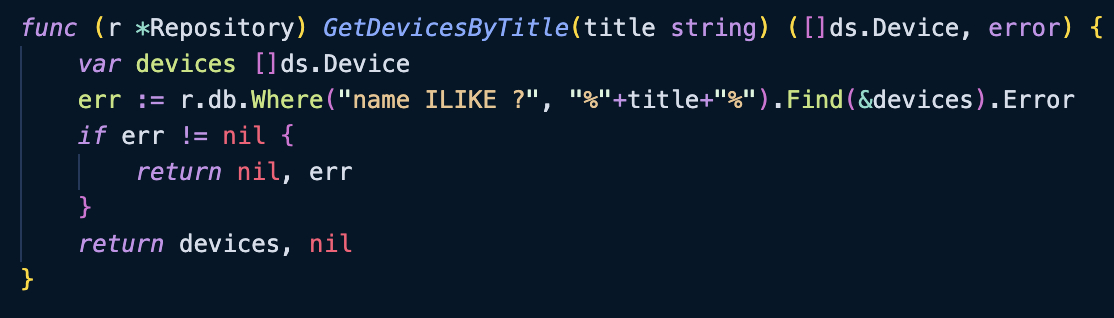 func (r *Repository) GetDevicesByTitle(title string) ([]ds.Device, error) {
    var devices []ds.Device
    err := r.db.Where("name ILIKE ?", "%"+title+"%").Find(&devices).Error
    if err != nil {
        return nil, err
    }
    return devices, nil
}